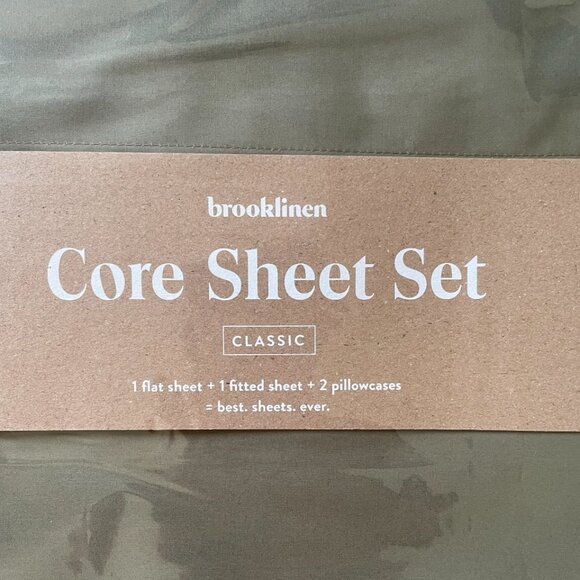 brooklinen
Core Sheet Set
CLASSIC
1 flat sheet + 1 fitted sheet + 2 pillowcases
= best. sheets. ever.